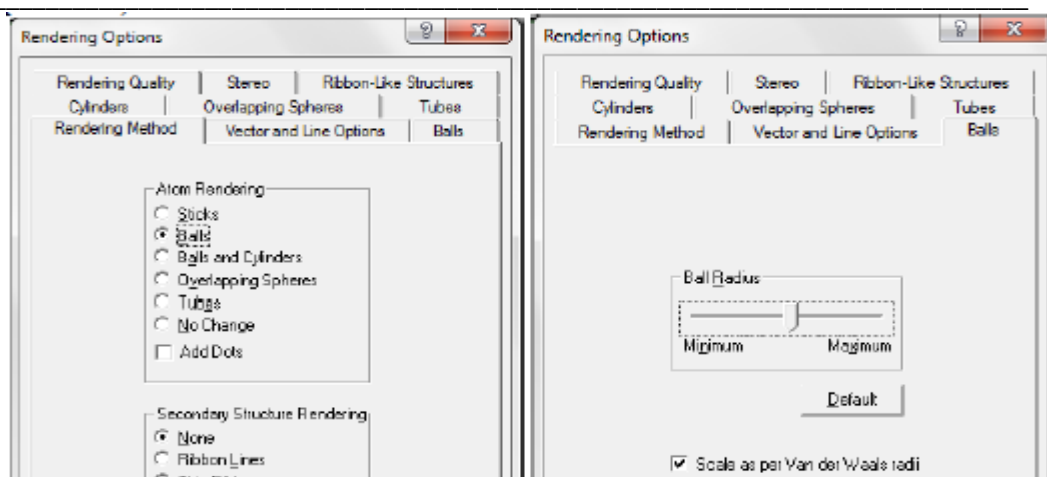 Rendering Options
Rendering Quality Stereo Ribbon-Like Structures
Cylinders Overlapping Spheres Tubes
Rendering Method Vector and Line Options Balls
Atom Rendering
Sticks
Balls
Balls and Cylinders
Overlapping Spheres
Tubes
No Change
Add Dots
Secondary Structure Rendering
None
Ribbon Lines
Rendering Options
Rendering Quality Stereo Ribbon-Like Structures
Cylinders Overlapping Spheres Tubes
Rendering Method Vector and Line Options Balls
Ball Radius
Minimum Maximum
Default
Scale as per Van der Waals radii